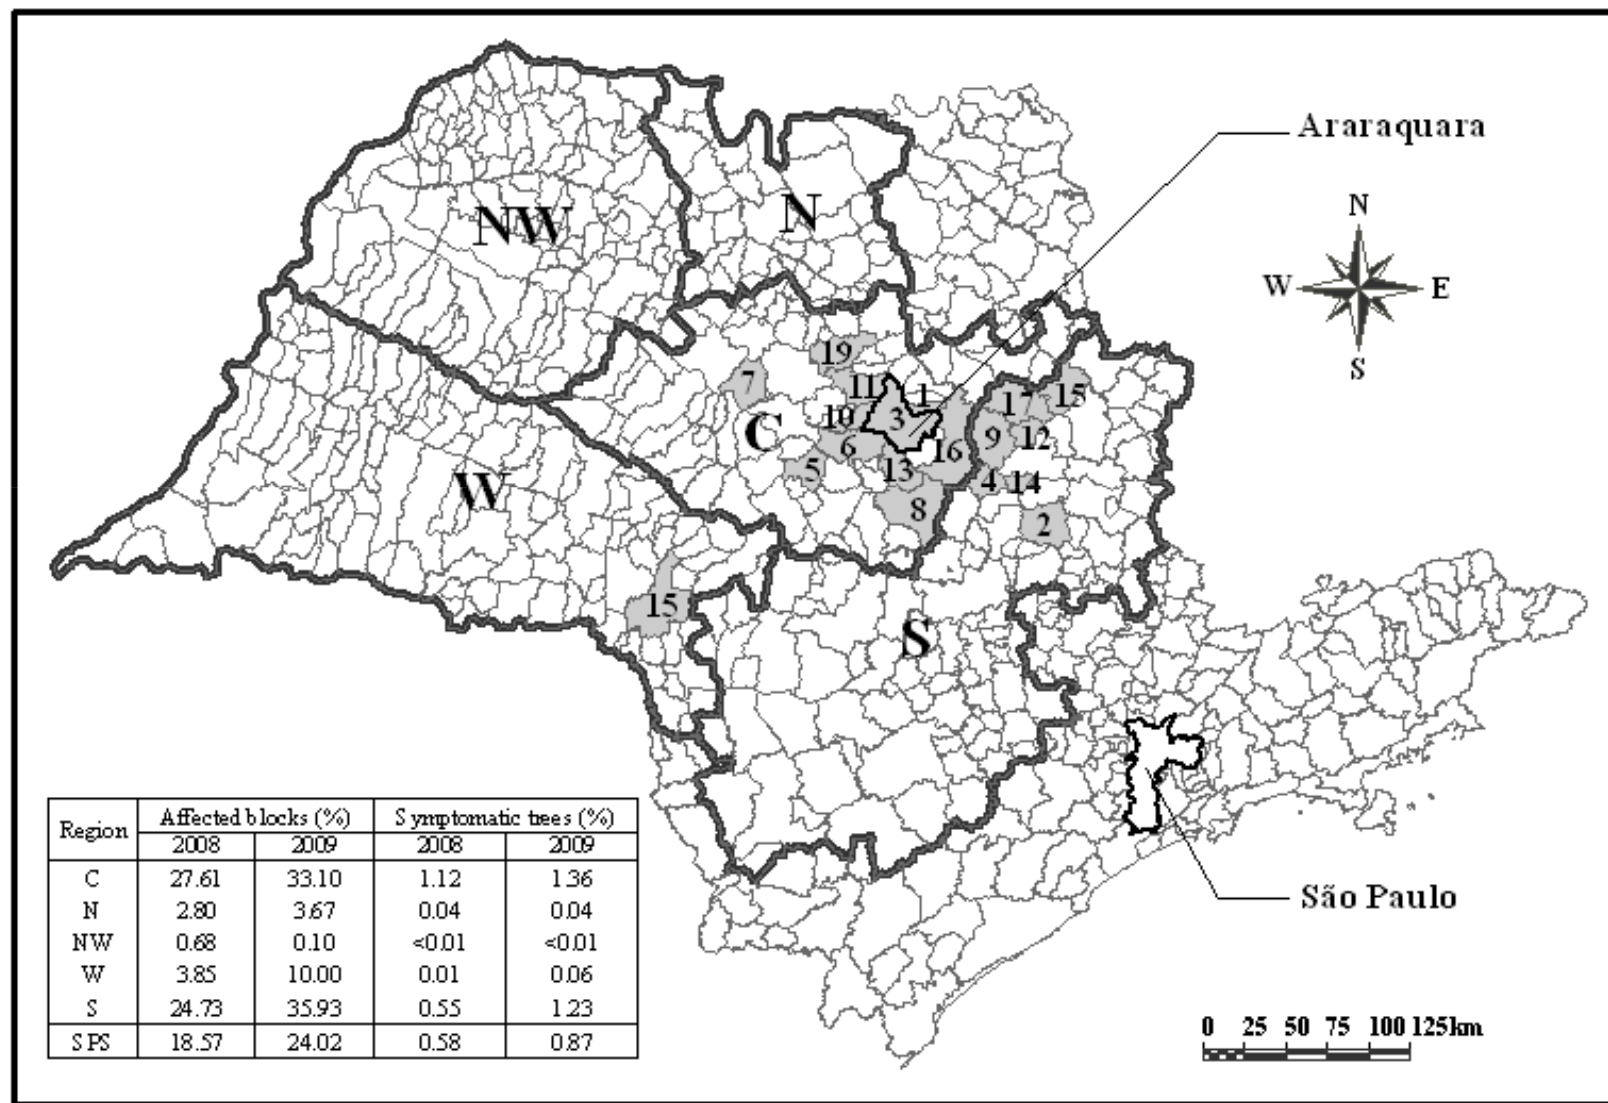 Araraquara
N
W E
S
NW
N
19
7
11
1
17
15
10
3
C
9
12
6
16
5
13
4
14
W
8
2
15
S
São Paulo
Region Affected blocks (%) Symptomatic trees (%)
2008 2009 2008 2009
C 27.61 33.10 1.12 1.36
N 2.80 3.67 0.04 0.04
NW 0.68 0.10 <0.01 <0.01
W 3.85 10.00 0.01 0.06
S 24.73 35.93 0.55 1.23
SPS 18.57 24.02 0.58 0.87
0 25 50 75 100 125km